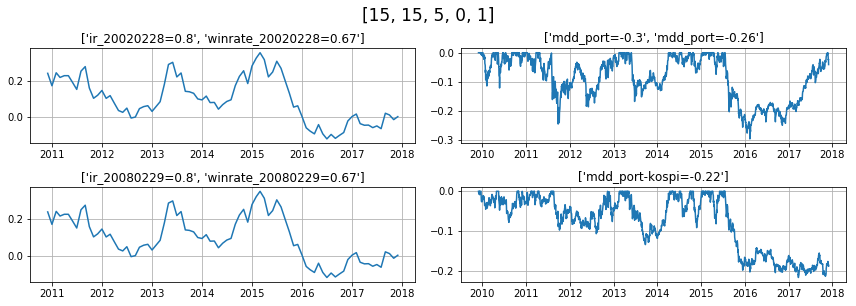 [15, 15, 5, 0, 1]
['ir_20020228=0.8', 'winrate_20020228=0.67']
0.2
0.0
2011 2012 2013 2014 2015 2016 2017 2018
['mdd_port=-0.3', 'mdd_port=-0.26']
0.0
−0.1
−0.2
−0.3
2010 2011 2012 2013 2014 2015 2016 2017 2018
['ir_20080229=0.8', 'winrate_20080229=0.67']
0.2
0.0
2011 2012 2013 2014 2015 2016 2017 2018
['mdd_port-kospi=-0.22']
0.0
−0.1
−0.2
2010 2011 2012 2013 2014 2015 2016 2017 2018